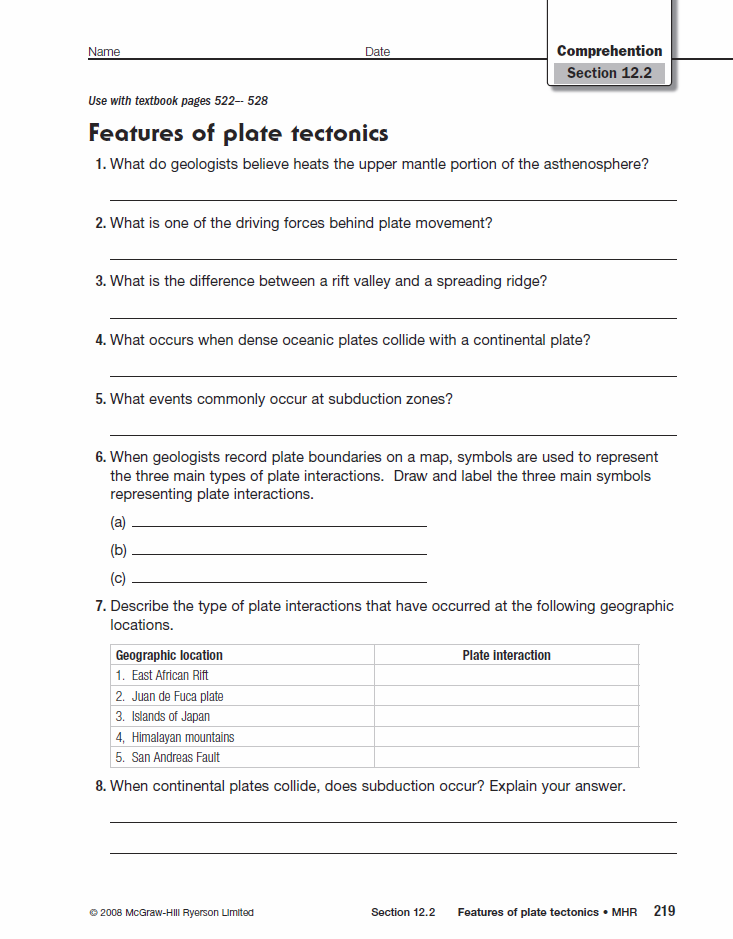 Name Date Comprehention
Section 12.2
Use with textbook pages 522-- 528
Features of plate tectonics
1. What do geologists believe heats the upper mantle portion of the asthenosphere?
2. What is one of the driving forces behind plate movement?
3. What is the difference between a rift valley and a spreading ridge?
4. What occurs when dense oceanic plates collide with a continental plate?
5. What events commonly occur at subduction zones?
6. When geologists record plate boundaries on a map, symbols are used to represent
the three main types of plate interactions. Draw and label the three main symbols
representing plate interactions.
(a)
(b)
(c)
7. Describe the type of plate interactions that have occurred at the following geographic
locations.
Geographic location Plate interaction
1. East African Rift
2. Juan de Fuca plate
3. Islands of Japan
4, Himalayan mountains
5. San Andreas Fault
8. When continental plates collide, does subduction occur? Explain your answer.
© 2008 McGraw-Hill Ryerson Limited Section 12.2 Features of plate tectonics • MHR 219